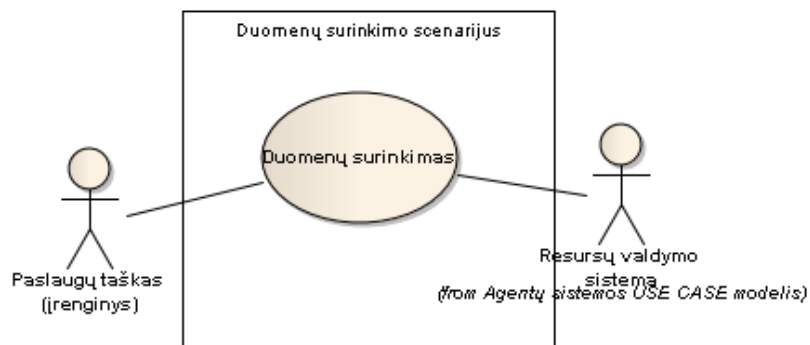 Duomenų surinkimo scenarijus
Duomenų surinkimas
Paslaugų taškas
(įrenginys)
Resursų valdymo
sistema
(from Agentų sistemos USE CASE modelis)